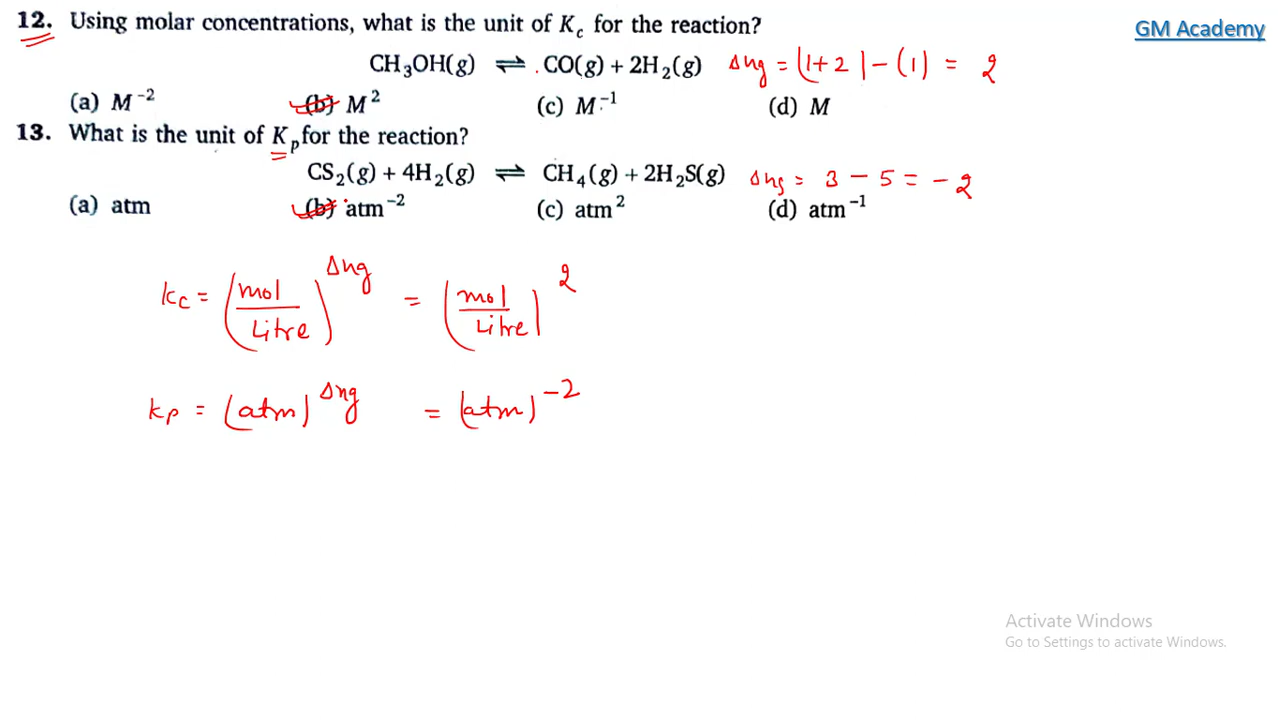 12. Using molar concentrations, what is the unit of Kc for the reaction?
GM Academy
CH₃OH(g) ⇌ CO(g) + 2H₂(g) Δng = (1+2) - (1) = 2
(a) M⁻² (b) M² (c) M⁻¹ (d) M
13. What is the unit of Kp for the reaction?
CS₂(g) + 4H₂(g) ⇌ CH₄(g) + 2H₂S(g) Δng = 3 - 5 = -2
(a) atm (b) atm⁻² (c) atm² (d) atm⁻¹
kc = (mol/Litre)^Δng = (mol/Litre)²
kp = (atm)^Δng = (atm)⁻²
Activate Windows
Go to Settings to activate Windows.